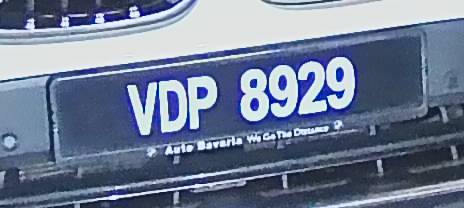 VDP 8929
Auto Bavaria We Go The Distance